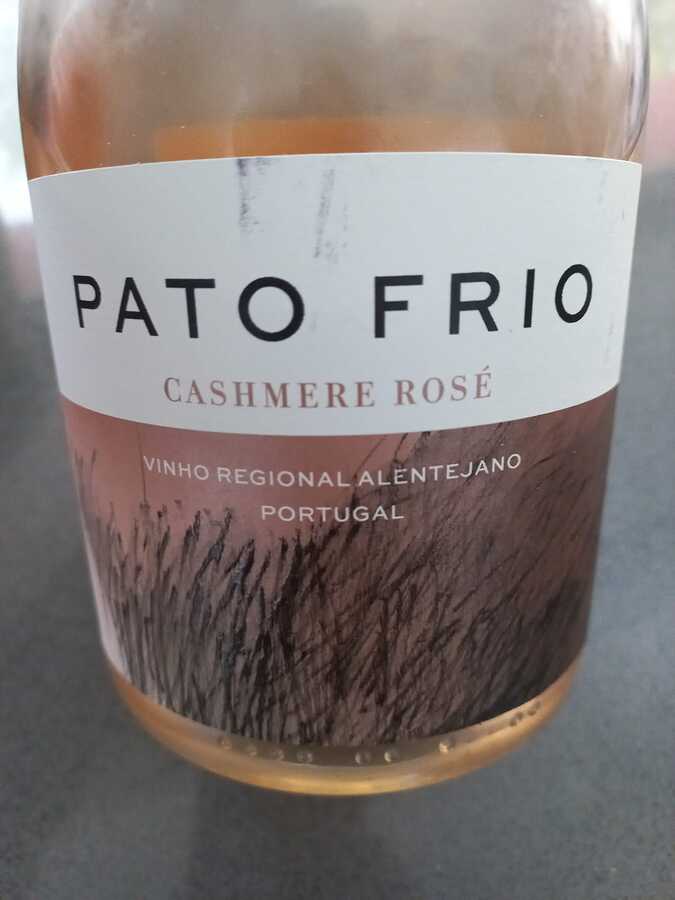 PATO FRIO
CASHMERE ROSÉ
VINHO REGIONAL ALENTEJANO
PORTUGAL